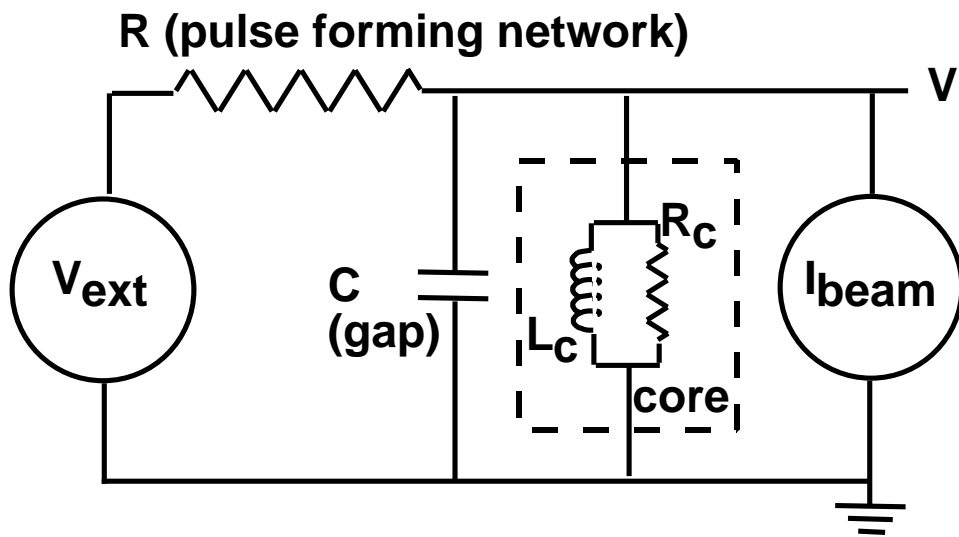 R (pulse forming network)
V
Vext
C
(gap)
Rc
Lc
core
Ibeam